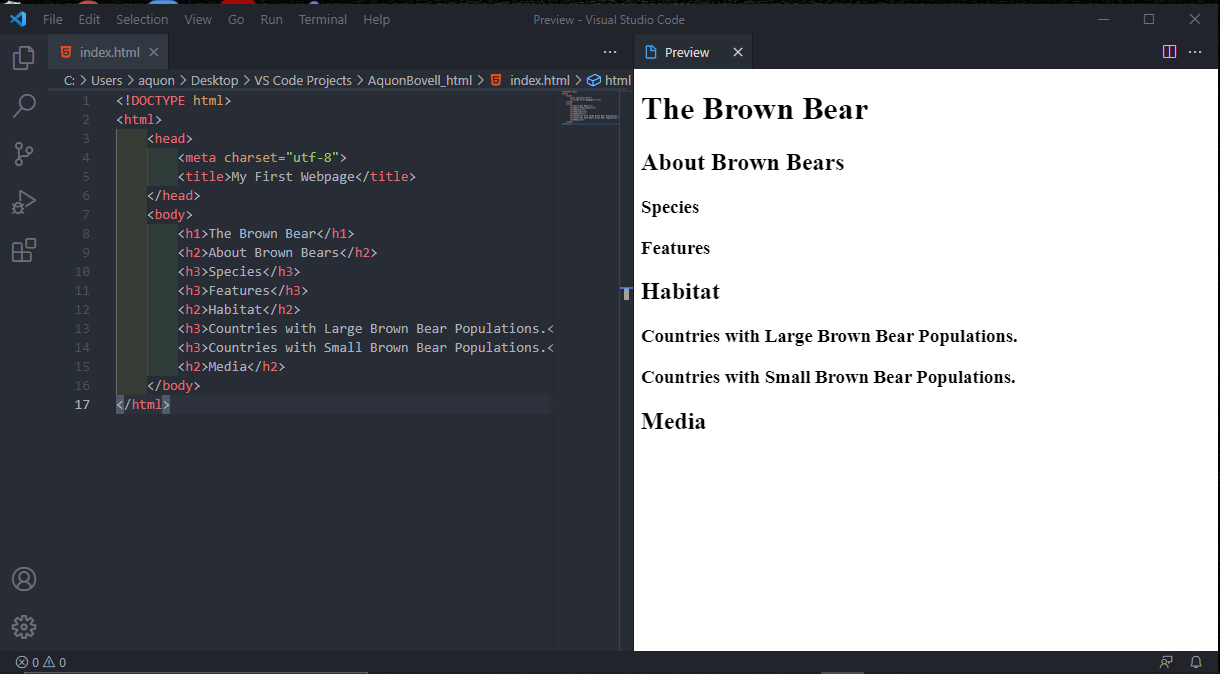 File Edit Selection View Go Run Terminal Help
Preview - Visual Studio Code
index.html
Preview
C: > Users > aquon > Desktop > VS Code Projects > AquonBovell_html > index.html > html
1 <!DOCTYPE html>
2 <html>
3 <head>
4 <meta charset="utf-8">
5 <title>My First Webpage</title>
6 </head>
7 <body>
8 <h1>The Brown Bear</h1>
9 <h2>About Brown Bears</h2>
10 <h3>Species</h3>
11 <h3>Features</h3>
12 <h2>Habitat</h2>
13 <h3>Countries with Large Brown Bear Populations.<
14 <h3>Countries with Small Brown Bear Populations.<
15 <h2>Media</h2>
16 </body>
17 </html>
The Brown Bear
About Brown Bears
Species
Features
Habitat
Countries with Large Brown Bear Populations.
Countries with Small Brown Bear Populations.
Media
0 0